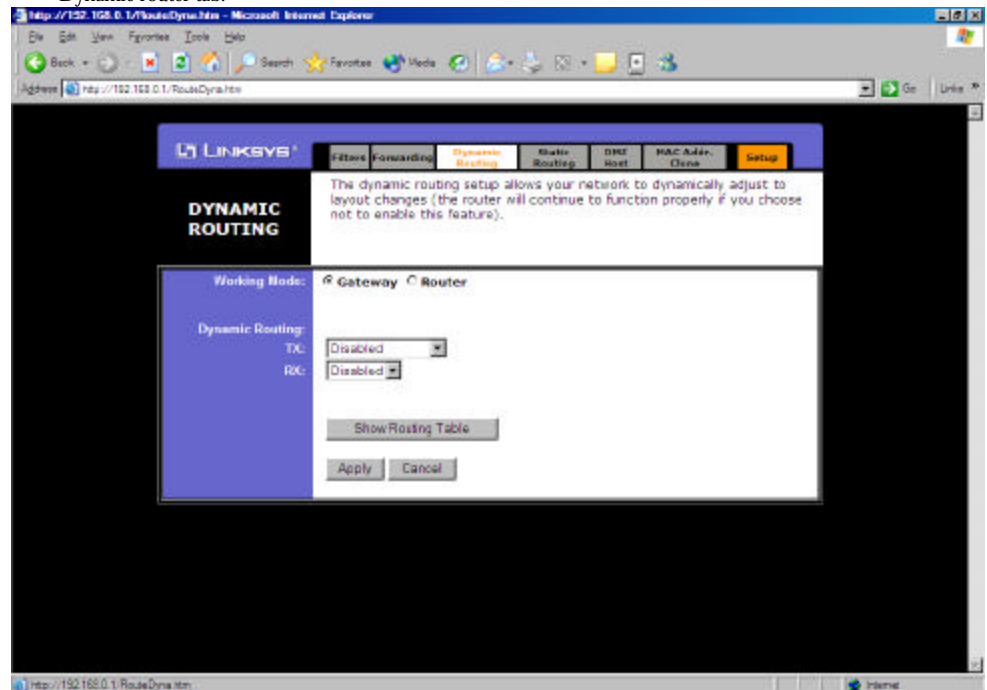 Dynamic router tab.
http://192.168.0.1/RouteDyna.htm - Microsoft Internet Explorer
File Edit View Favorites Tools Help
Back Search Favorites Media
Address http://192.168.0.1/RouteDyna.htm Go Links »
LINKSYS®
Filters Forwarding Dynamic Routing Static Routing DMZ Host MAC Addr. Clone Setup
DYNAMIC ROUTING
The dynamic routing setup allows your network to dynamically adjust to
layout changes (the router will continue to function properly if you choose
not to enable this feature).
Working Mode: Gateway Router
Dynamic Routing:
TX: Disabled
RX: Disabled
Show Routing Table
Apply Cancel
http://192.168.0.1/RouteDyna.htm Internet